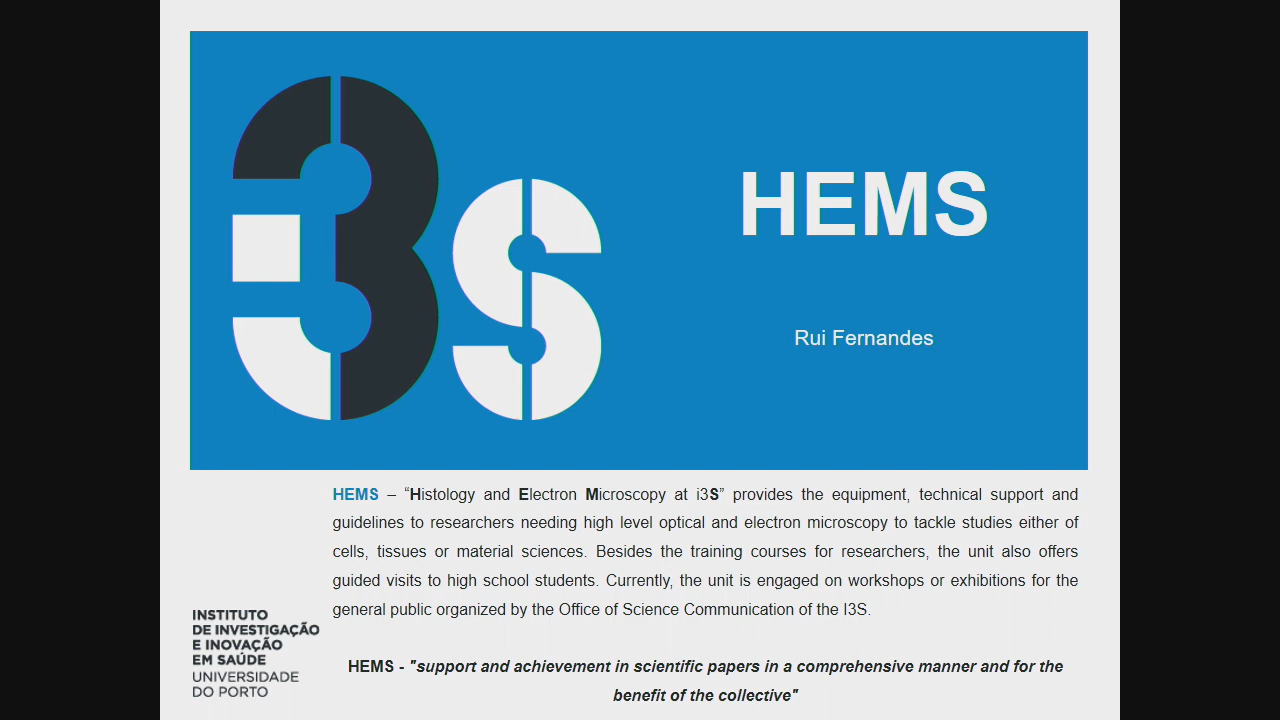 i3s
HEMS
Rui Fernandes
HEMS – “Histology and Electron Microscopy at i3S” provides the equipment, technical support and
guidelines to researchers needing high level optical and electron microscopy to tackle studies either of
cells, tissues or material sciences. Besides the training courses for researchers, the unit also offers
guided visits to high school students. Currently, the unit is engaged on workshops or exhibitions for the
general public organized by the Office of Science Communication of the I3S.
INSTITUTO
DE INVESTIGAÇÃO
E INOVAÇÃO
EM SAÚDE
UNIVERSIDADE
DO PORTO
HEMS - "support and achievement in scientific papers in a comprehensive manner and for the
benefit of the collective"